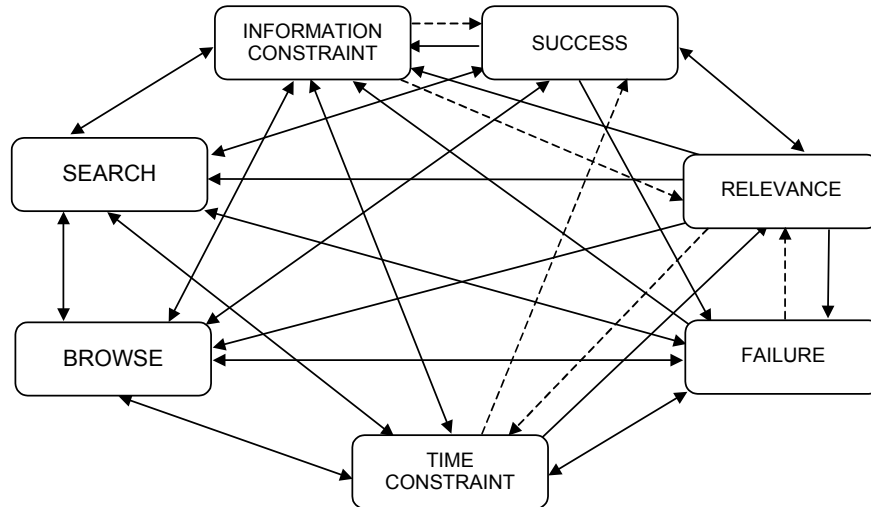 INFORMATION
CONSTRAINT
SUCCESS
SEARCH
RELEVANCE
BROWSE
FAILURE
TIME
CONSTRAINT